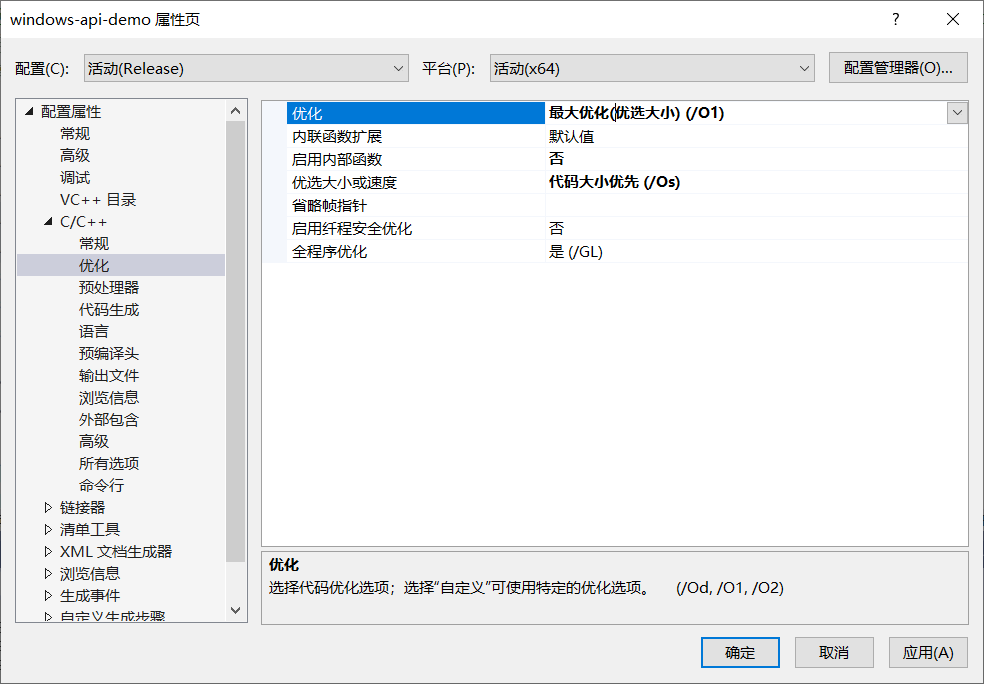 windows-api-demo 属性页
?
配置(C):
活动(Release)
平台(P):
活动(x64)
配置管理器(O)...
配置属性
常规
高级
调试
VC++ 目录
C/C++
常规
优化
预处理器
代码生成
语言
预编译头
输出文件
浏览信息
外部包含
高级
所有选项
命令行
链接器
清单工具
XML 文档生成器
浏览信息
生成事件
自定义生成步骤
优化 最大优化(优选大小) (/O1)
内联函数扩展 默认值
启用内部函数 否
优选大小或速度 代码大小优先 (/Os)
省略帧指针
启用纤程安全优化 否
全程序优化 是 (/GL)
优化
选择代码优化选项；选择“自定义”可使用特定的优化选项。 (/Od, /O1, /O2)
确定
取消
应用(A)